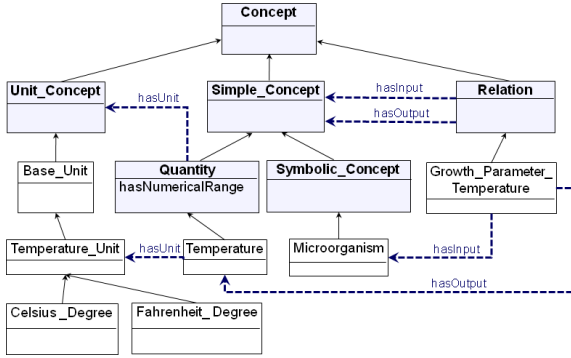 Concept
Unit_Concept
hasUnit
Simple_Concept
hasInput
hasOutput
Relation
Base_Unit
Quantity
hasNumericalRange
Symbolic_Concept
Growth_Parameter_
Temperature
Temperature_Unit
hasUnit
Temperature
Microorganism
hasInput
hasOutput
Celsius_Degree
Fahrenheit_Degree